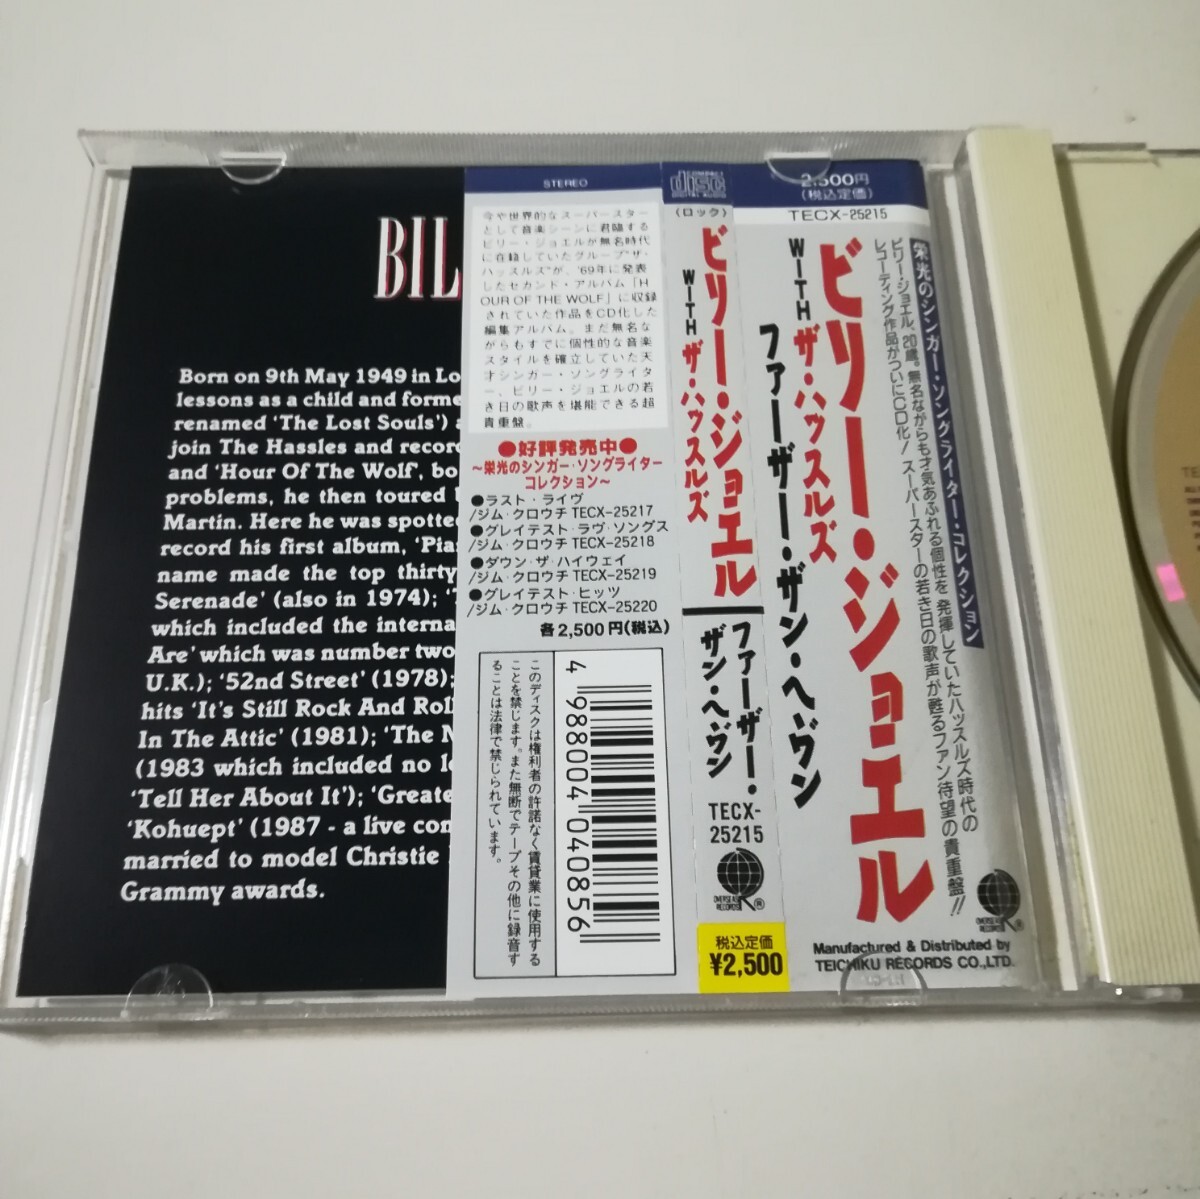 BIL
Born on 9th May 1949 in Lo
lessons as a child and forme
renamed 'The Lost Souls')
join The Hassles and recor
and 'Hour Of The Wolf', bo
problems, he then toured
Martin. Here he was spotte
record his first album, 'Pia
name made the top thirty
Serenade' (also in 1974);
which included the interna
Are' which was number two
U.K.); '52nd Street' (1978);
hits 'It's Still Rock And Roll
In The Attic' (1981); 'The N
(1983 which included no le
'Tell Her About It'); 'Greate
'Kohuept' (1987 - a live con
married to model Christie
Grammy awards.
STEREO
今や世界的なスーパースター
として音楽シーンに君臨する
ビリー・ジョエルが無名時代
に在籍していたグループ"ザ・
ハッスルズ"が、'69年に発表
したセカンド・アルバム「H
OUR OF THE WOLF」に収録
されていた作品をCD化した
編集アルバム。まだ無名な
がらもすでに個性的な音楽
スタイルを確立していた天
才シンガー・ソングライタ
ー、ビリー・ジョエルの若
き日の歌声を堪能できる超
貴重盤。
●好評発売中●
〜栄光のシンガー・ソングライター
コレクション〜
●ラスト・ライヴ
/ジム・クロウチ TECX-25217
●グレイテスト・ラヴ・ソングス
/ジム・クロウチ TECX-25218
●ダウン・ザ・ハイウェイ
/ジム・クロウチ TECX-25219
●グレイテスト・ヒッツ
/ジム・クロウチ TECX-25220
各2,500円(税込)
このディスクは権利者の許諾なく賃貸業に使用する
ことを禁じます。また無断でテープその他に録音す
ることは法律で禁じられています。
4 988004 040856
COMPACT
disc
DIGITAL AUDIO
(ロック)
ビリー・ジョエル
WITH ザ・ハッスルズ
ファーザー・
ザン・ヘヴン
TECX-
25215
OVERSEAS
RECORDS
®
税込定価
¥2,500
2,500円
(税込定価)
TECX-25215
ビリー・ジョエル
WITH ザ・ハッスルズ
ファーザー・ザン・ヘヴン
栄光のシンガー・ソングライター・コレクション
ビリー・ジョエル、20歳。無名ながらも才気あふれる個性を発揮していたハッスルズ時代の
レコーディング作品がついにCD化! スーパースターの若き日の歌声が甦るファン待望の貴重盤!!
OVERSEAS
RECORDS
®
Manufactured & Distributed by
TEICHIKU RECORDS CO.,LTD.